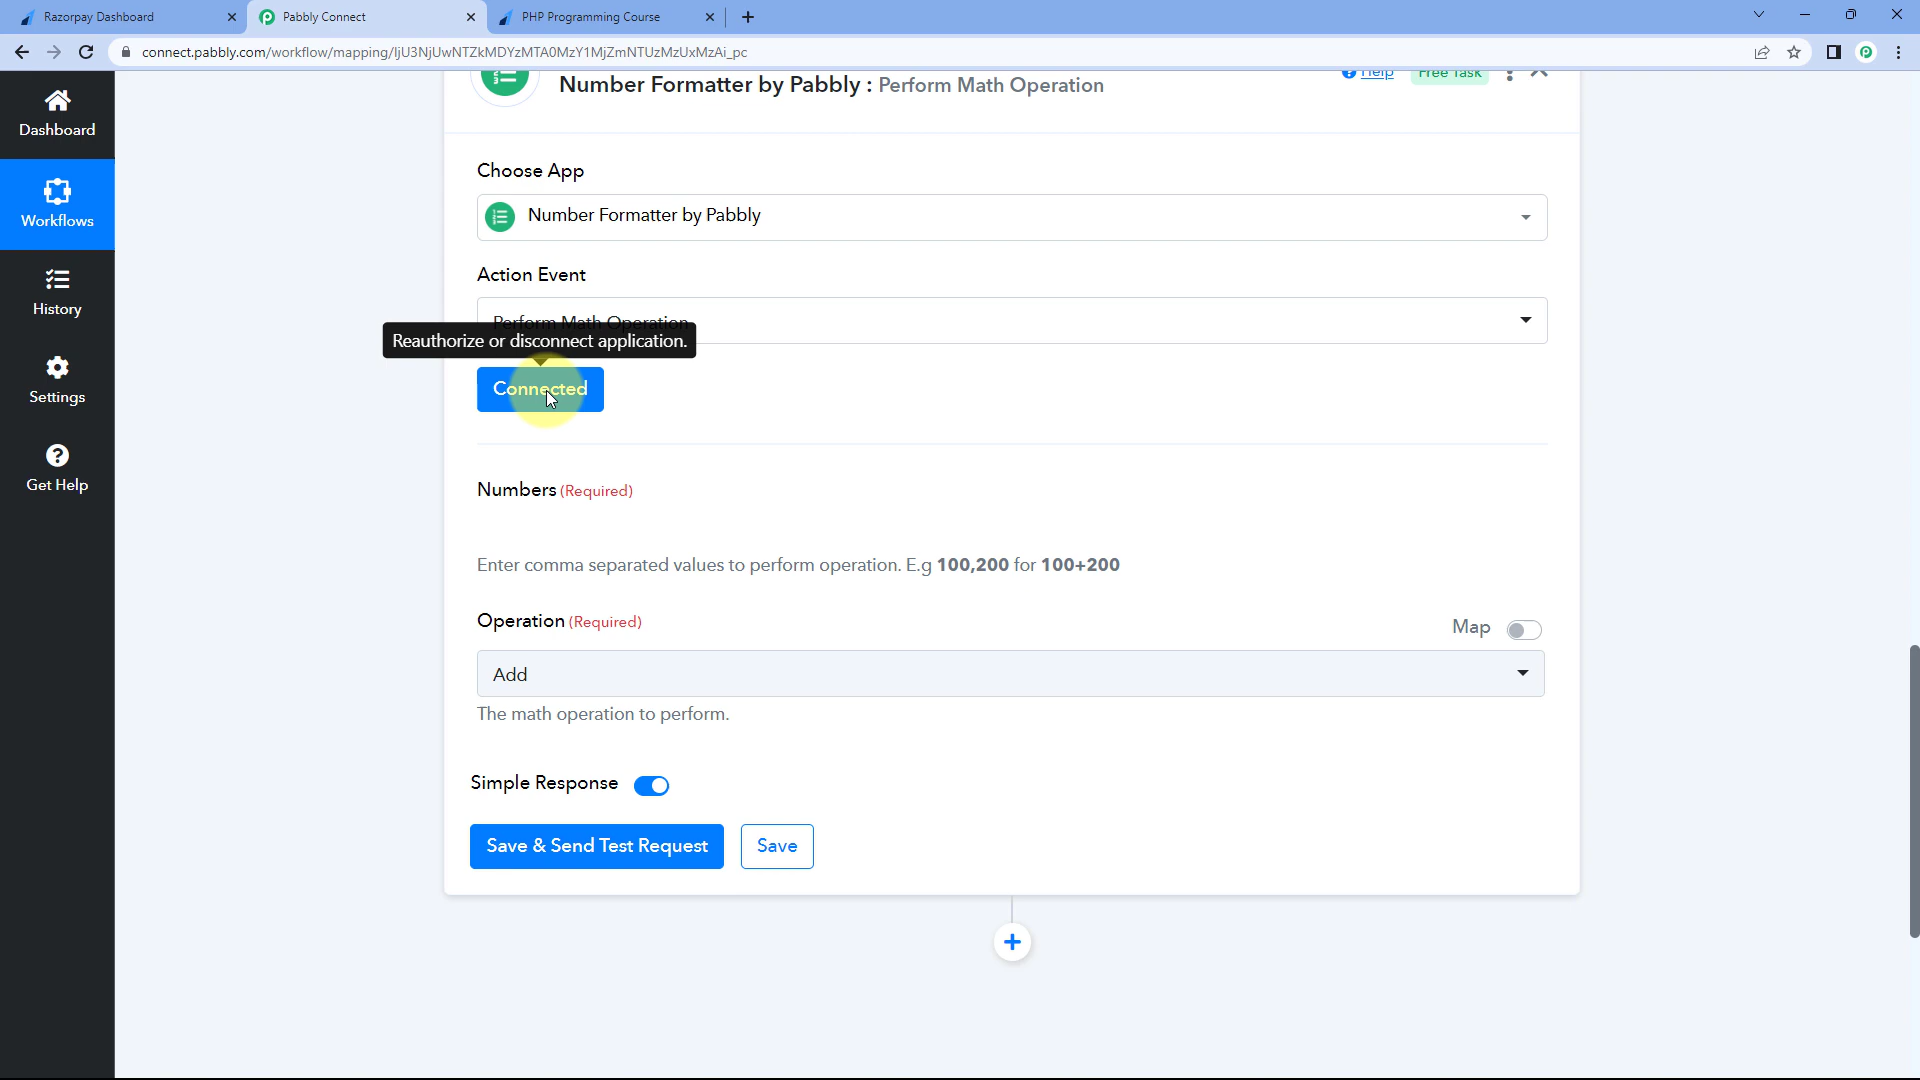 Razorpay Dashboard
Pabbly Connect
PHP Programming Course
connect.pabbly.com/workflow/mapping/IjU3NjUwNTZkMDYzMTA0MzY1MjZmNTUzMzUxMzAi_pc
Number Formatter by Pabbly : Perform Math Operation
Help
Free Task
Dashboard
Workflows
History
Settings
Get Help
Choose App
Number Formatter by Pabbly
Action Event
Perform Math Operation
Reauthorize or disconnect application.
Connected
Numbers (Required)
Enter comma separated values to perform operation. E.g 100,200 for 100+200
Operation (Required)
Map
Add
The math operation to perform.
Simple Response
Save & Send Test Request
Save